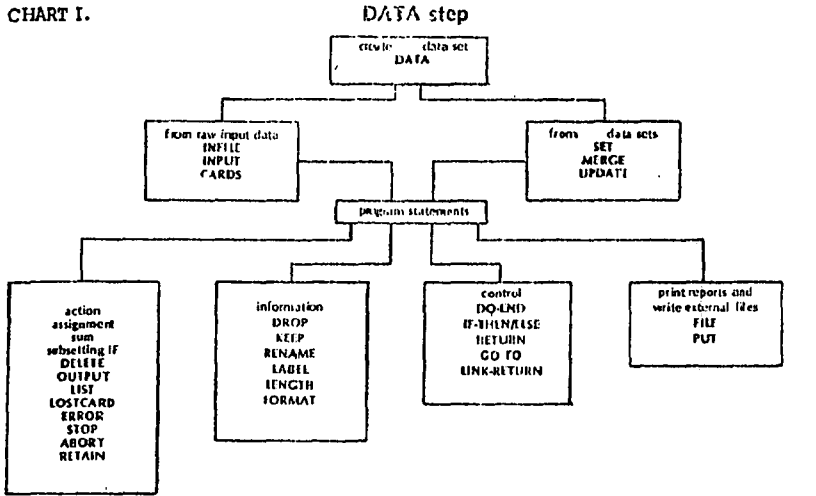 CHART I.
DATA step
create data set
DATA
from raw input data
INFILE
INPUT
CARDS
from data sets
SET
MERGE
UPDATE
program statements
action
assignment
sum
subsetting IF
DELETE
OUTPUT
LIST
LOSTCARD
ERROR
STOP
ABORT
RETAIN
information
DROP
KEEP
RENAME
LABEL
LENGTH
FORMAT
control
DO-END
IF-THEN/ELSE
RETURN
GO TO
LINK-RETURN
print reports and
write external files
FILE
PUT